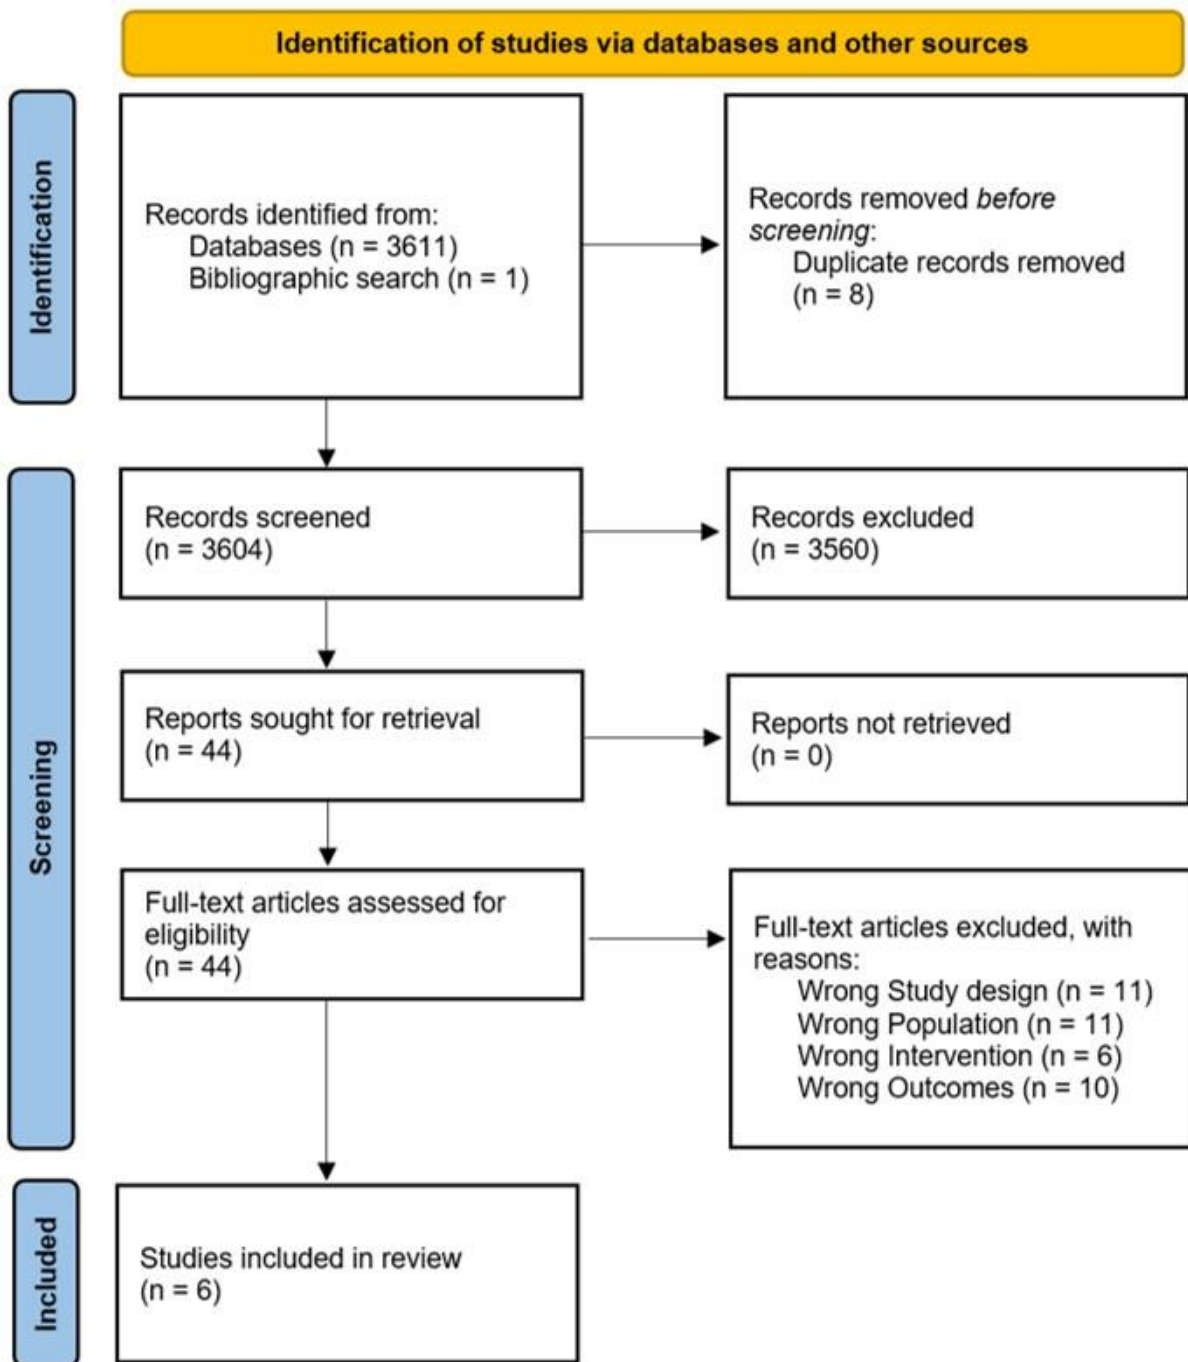 Identification of studies via databases and other sources
Identification
Records identified from:
Databases (n = 3611)
Bibliographic search (n = 1)
Records removed before
screening:
Duplicate records removed
(n = 8)
Screening
Records screened
(n = 3604)
Records excluded
(n = 3560)
Reports sought for retrieval
(n = 44)
Reports not retrieved
(n = 0)
Full-text articles assessed for
eligibility
(n = 44)
Full-text articles excluded, with
reasons:
Wrong Study design (n = 11)
Wrong Population (n = 11)
Wrong Intervention (n = 6)
Wrong Outcomes (n = 10)
Included
Studies included in review
(n = 6)